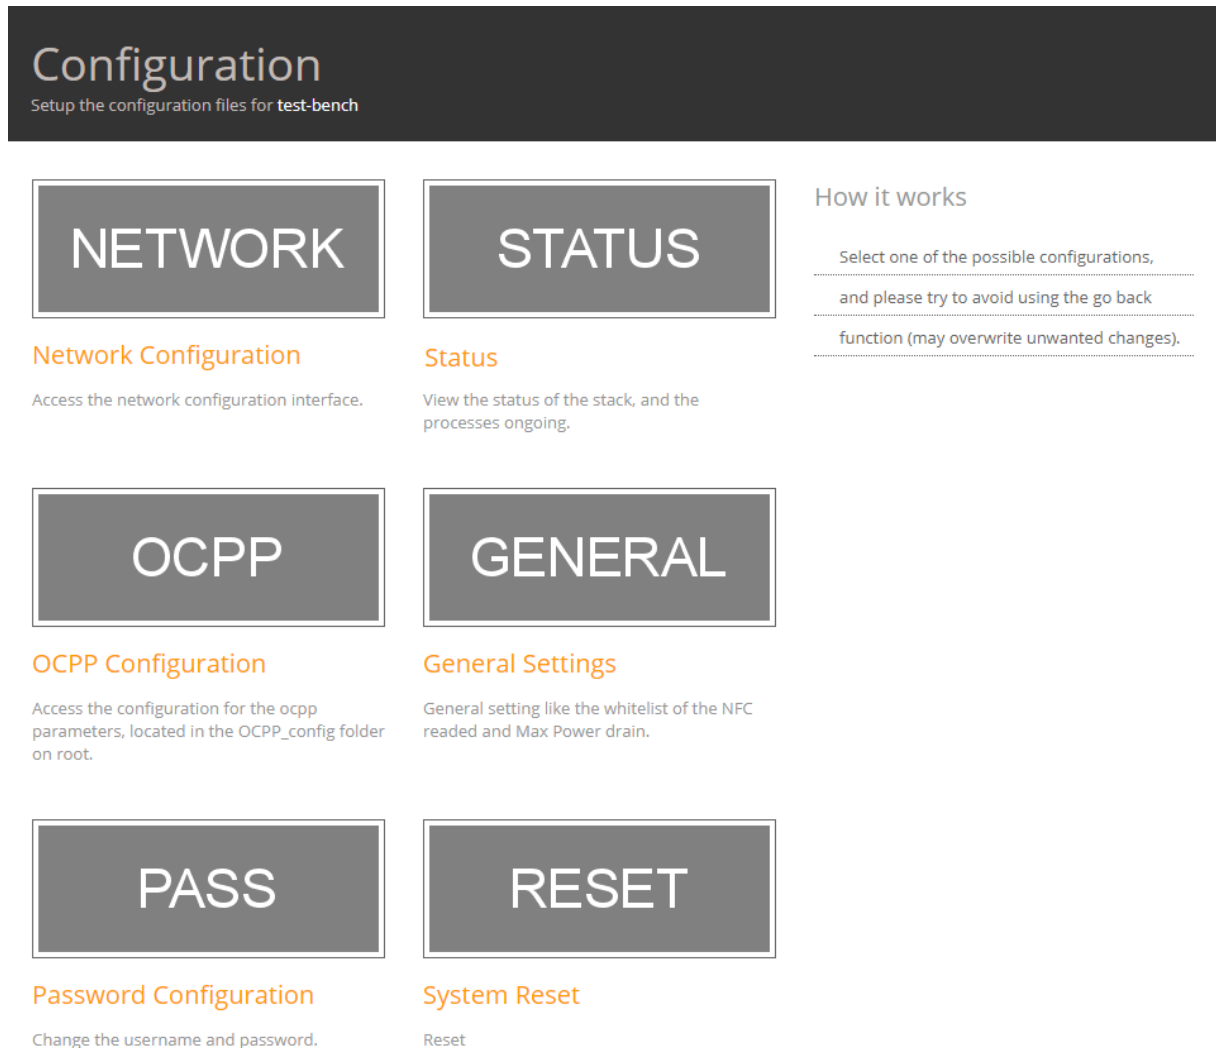 Configuration
Setup the configuration files for test-bench
NETWORK
Network Configuration
Access the network configuration interface.
STATUS
Status
View the status of the stack, and the
processes ongoing.
How it works
Select one of the possible configurations,
and please try to avoid using the go back
function (may overwrite unwanted changes).
OCPP
OCPP Configuration
Access the configuration for the ocpp
parameters, located in the OCPP_config folder
on root.
GENERAL
General Settings
General setting like the whitelist of the NFC
readed and Max Power drain.
PASS
Password Configuration
Change the username and password.
RESET
System Reset
Reset